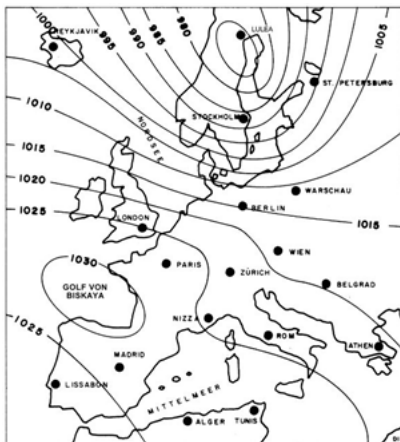 1000
995
990
985
980
1005
REYKJAVIK
LULEA
ST. PETERSBURG
1010
NORDSEE
STOCKHOLM
1015
1020
WARSCHAU
BERLIN
1025
LONDON
1015
WIEN
PARIS
ZÜRICH
1030
GOLF VON
BISKAYA
BELGRAD
NIZZA
ROM
ATHEN
1025
MADRID
LISSABON
MITTELMEER
ALGER
TUNIS